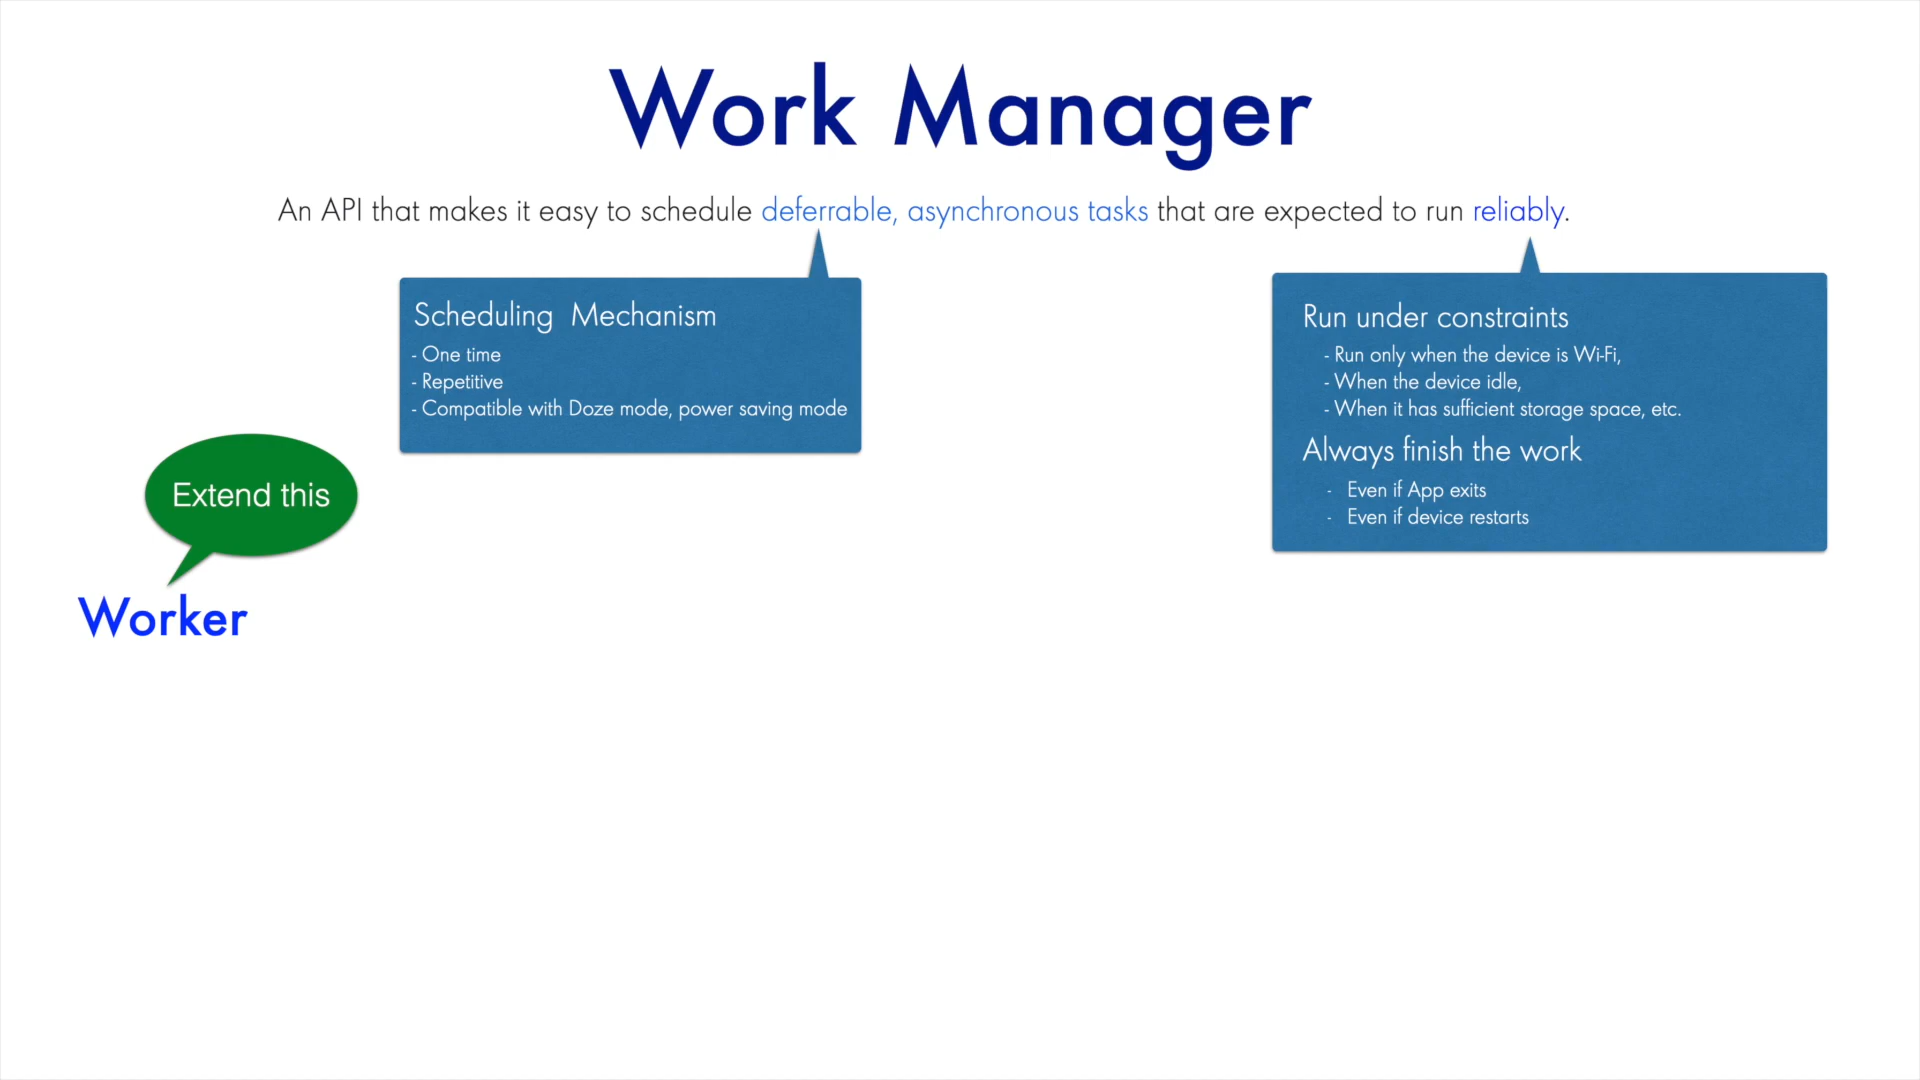 Work Manager
An API that makes it easy to schedule deferrable, asynchronous tasks that are expected to run reliably.
Scheduling Mechanism
- One time
- Repetitive
- Compatible with Doze mode, power saving mode
Run under constraints
- Run only when the device is Wi-Fi,
- When the device idle,
- When it has sufficient storage space, etc.
Always finish the work
- Even if App exits
- Even if device restarts
Extend this
Worker